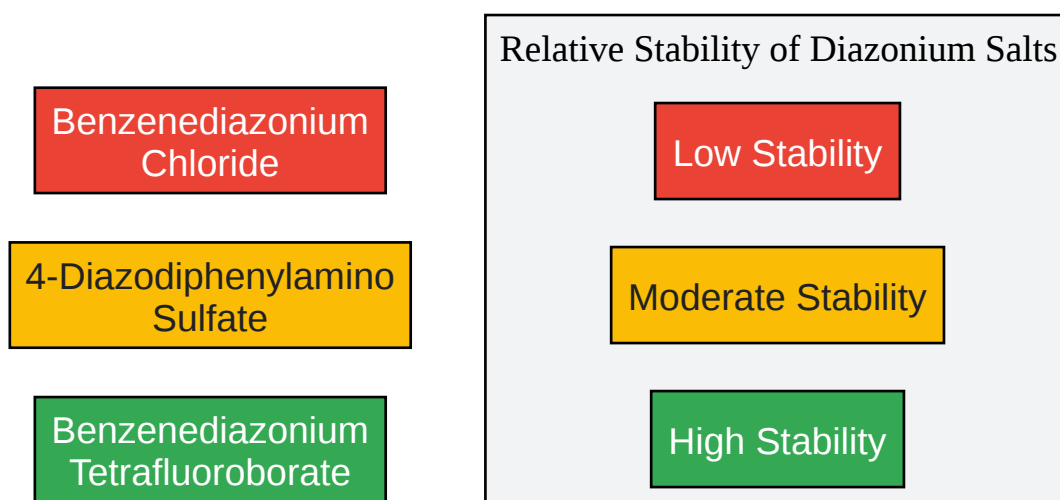 Relative Stability of Diazonium Salts
Benzenediazonium
Chloride
Low Stability
4-Diazodiphenylamino
Sulfate
Moderate Stability
Benzenediazonium
Tetrafluoroborate
High Stability